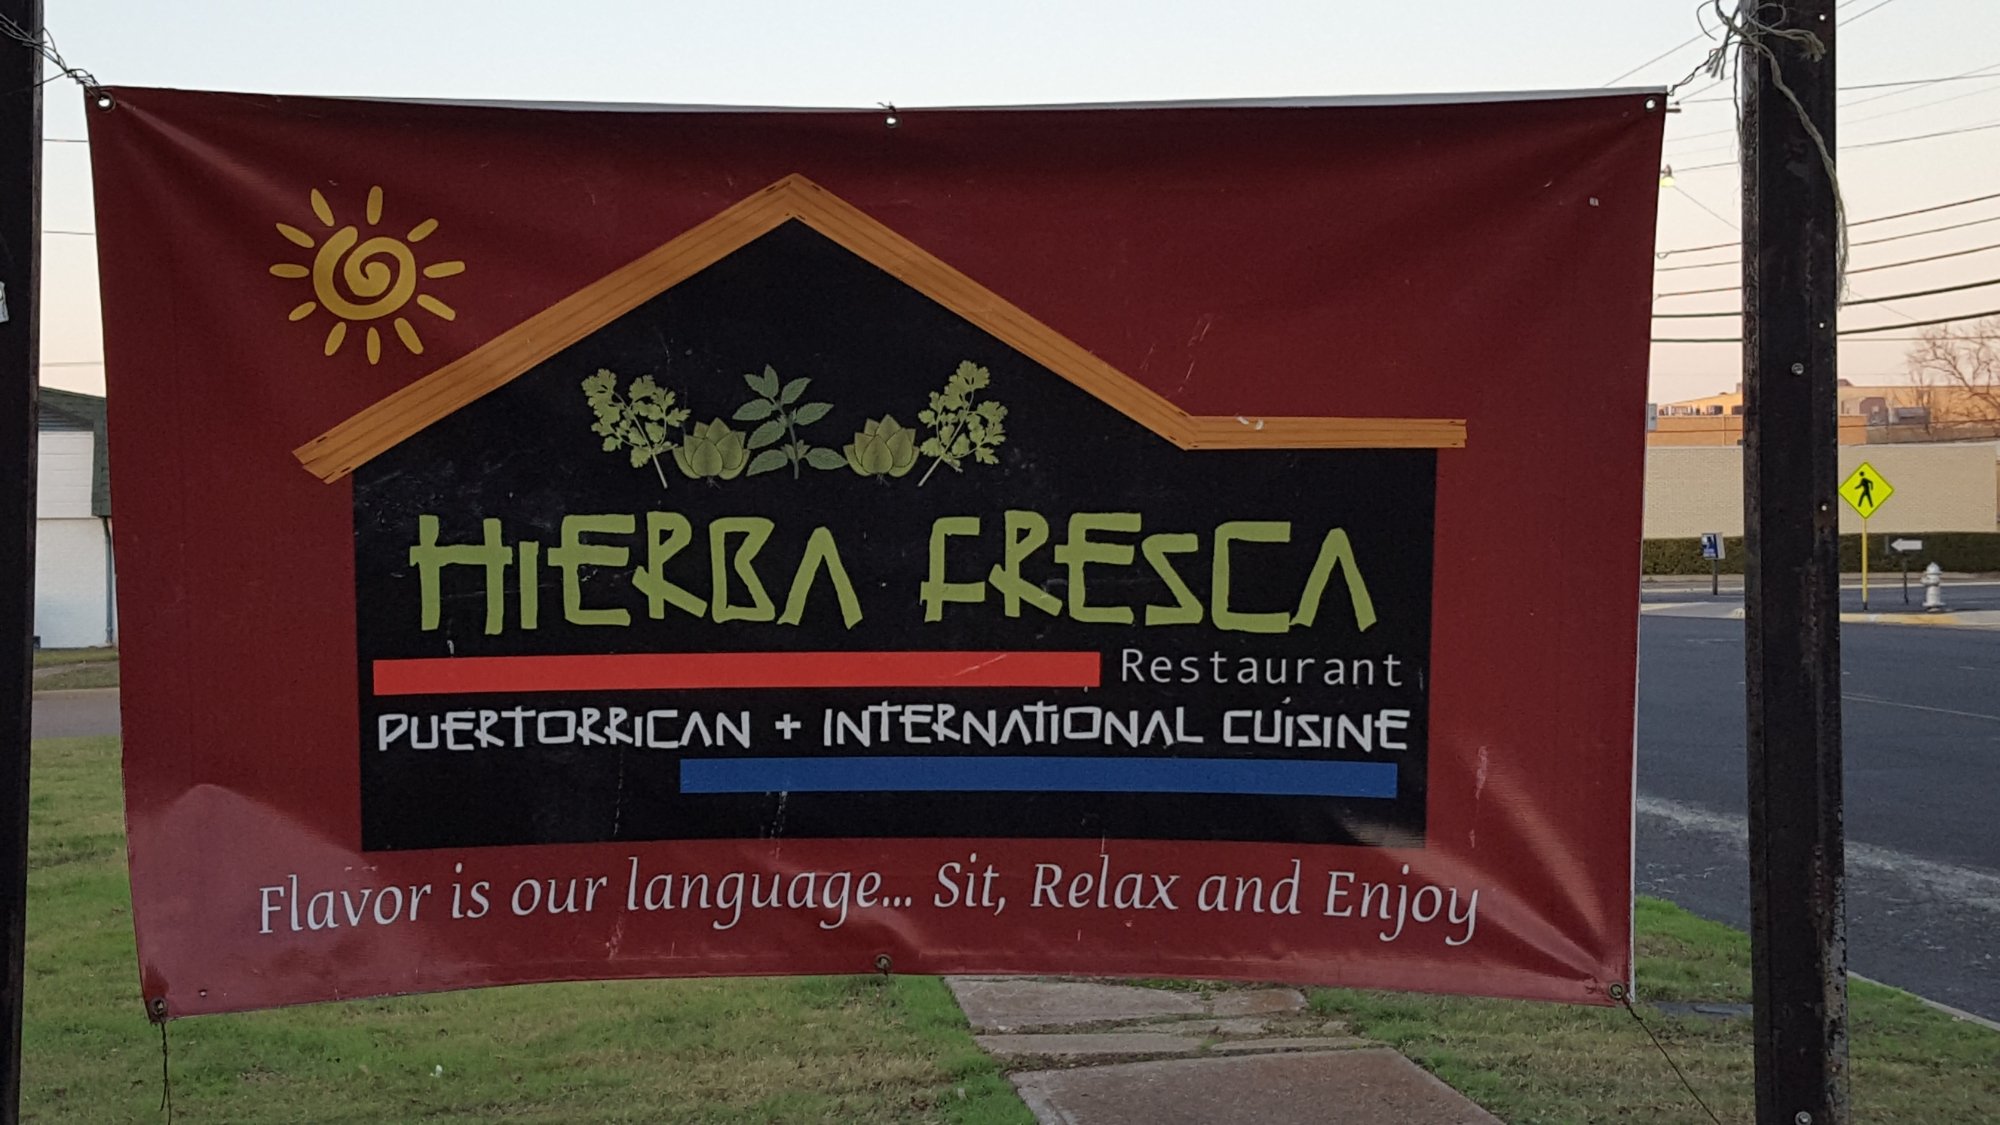 HIERBA FRESCA
Restaurant
PUERTORRICAN + INTERNATIONAL CUISINE
Flavor is our language... Sit, Relax and Enjoy